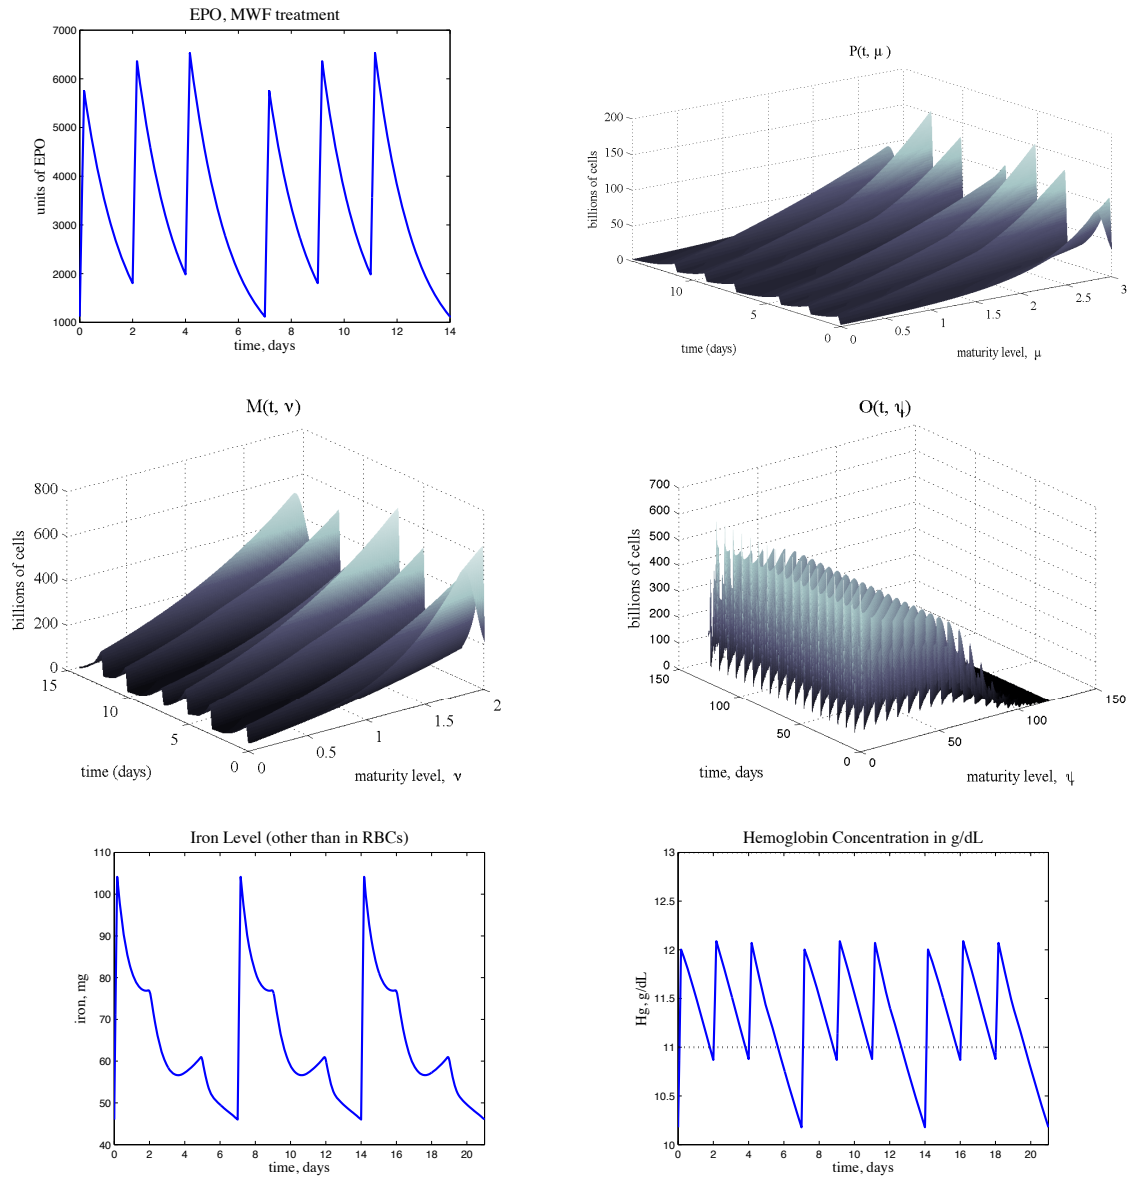 EPO, MWF treatment
7000
6000
5000
4000
3000
2000
1000
units of EPO
0 2 4 6 8 10 12 14
time, days
P(t, μ )
200
150
100
50
0
billions of cells
10
5
0
time (days)
0 0.5 1 1.5 2 2.5 3
maturity level, μ
M(t, ν)
800
600
400
200
0
billions of cells
15
10
5
0
time (days)
0 0.5 1 1.5 2
maturity level, ν
O(t, ψ)
700
600
500
400
300
200
100
0
billions of cells
150
100
50
0
time, days
0 50 100 150
maturity level, ψ
Iron Level (other than in RBCs)
110
100
90
80
70
60
50
40
iron, mg
0 2 4 6 8 10 12 14 16 18 20
time, days
Hemoglobin Concentration in g/dL
13
12.5
12
11.5
11
10.5
10
Hg, g/dL
0 2 4 6 8 10 12 14 16 18 20
time, days